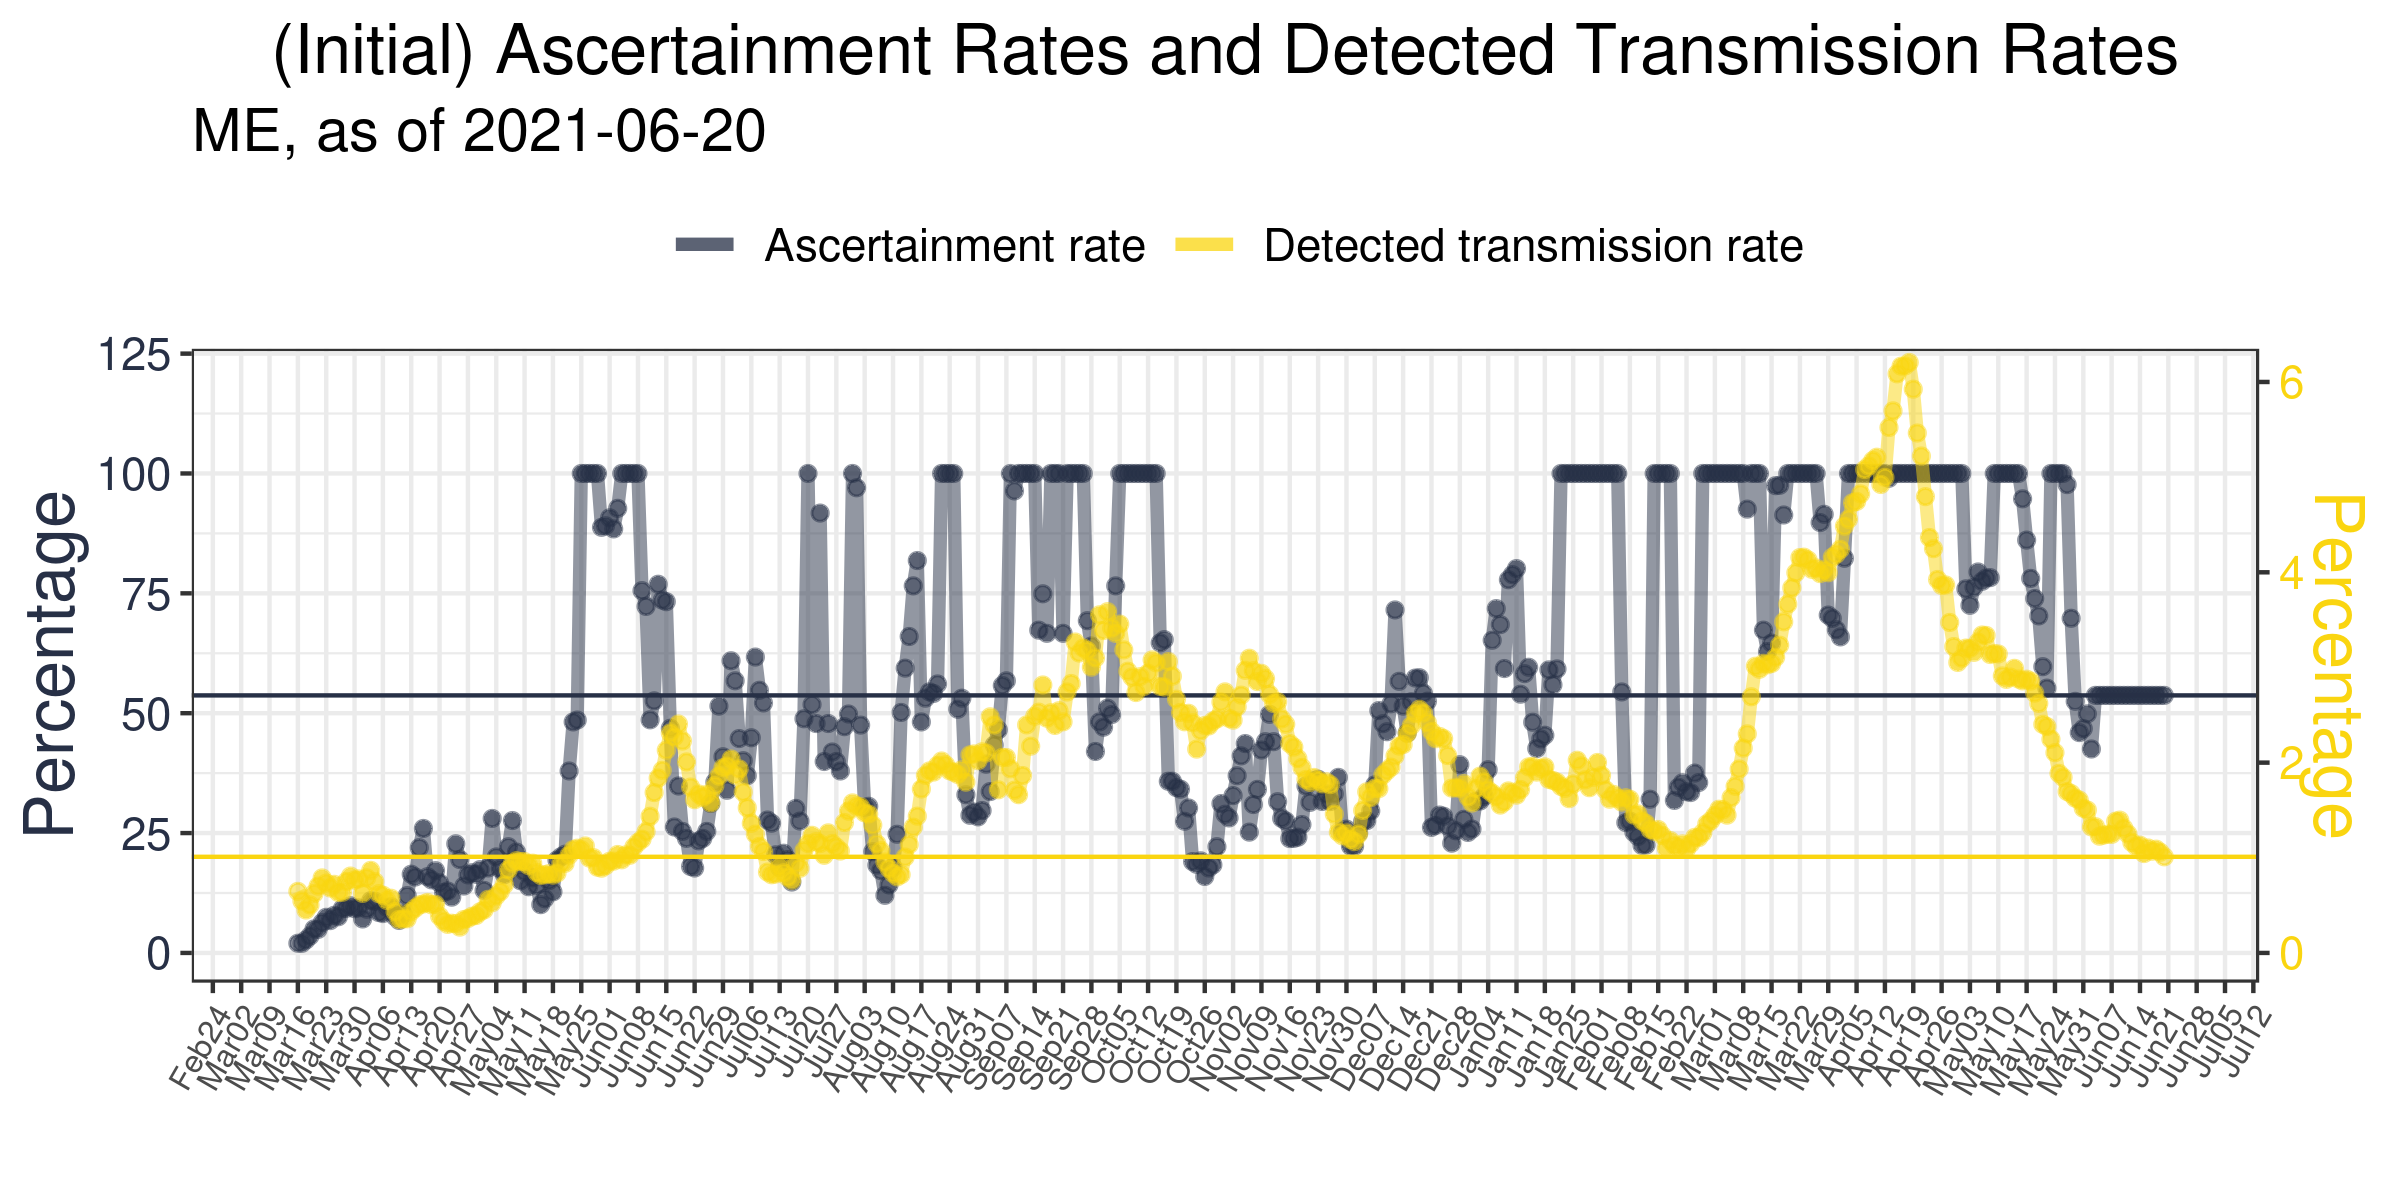 (Initial) Ascertainment Rates and Detected Transmission Rates
ME, as of 2021-06-20
Ascertainment rate
Detected transmission rate
Percentage
125
100
75
50
25
0
6
4
2
0
Percentage
Feb24
Mar02
Mar09
Mar16
Mar23
Mar30
Apr06
Apr13
Apr20
Apr27
May04
May11
May18
May25
Jun01
Jun08
Jun15
Jun22
Jun29
Jul06
Jul13
Jul20
Jul27
Aug03
Aug10
Aug17
Aug24
Aug31
Sep07
Sep14
Sep21
Sep28
Oct05
Oct12
Oct19
Oct26
Nov02
Nov09
Nov16
Nov23
Nov30
Dec07
Dec14
Dec21
Dec28
Jan04
Jan11
Jan18
Jan25
Feb01
Feb08
Feb15
Feb22
Mar01
Mar08
Mar15
Mar22
Mar29
Apr05
Apr12
Apr19
Apr26
May03
May10
May17
May24
May31
Jun07
Jun14
Jun21
Jun28
Jul05
Jul12